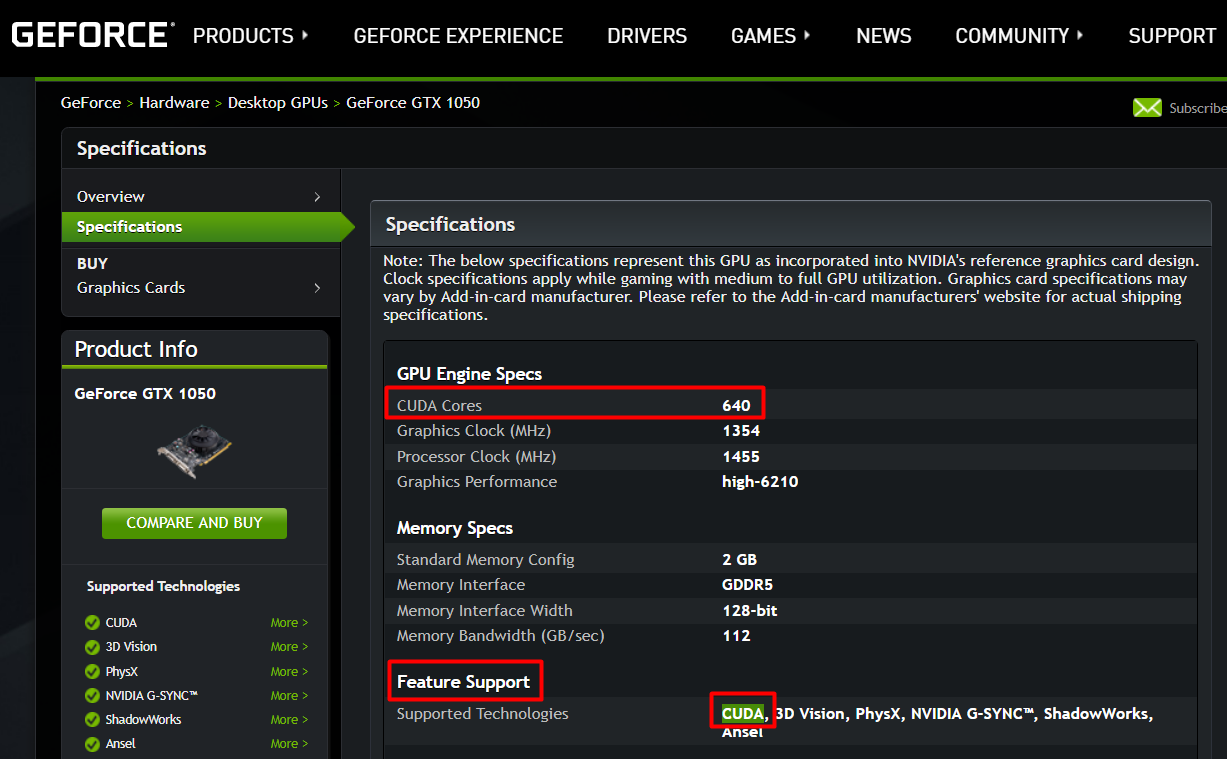 GEFORCE PRODUCTS GEFORCE EXPERIENCE DRIVERS GAMES NEWS COMMUNITY SUPPORT
GeForce > Hardware > Desktop GPUs > GeForce GTX 1050
Subscribe
Specifications
Overview
Specifications
BUY
Graphics Cards
Product Info
GeForce GTX 1050
COMPARE AND BUY
Supported Technologies
CUDA More >
3D Vision More >
PhysX More >
NVIDIA G-SYNC™ More >
ShadowWorks More >
Ansel More >
Specifications
Note: The below specifications represent this GPU as incorporated into NVIDIA's reference graphics card design.
Clock specifications apply while gaming with medium to full GPU utilization. Graphics card specifications may
vary by Add-in-card manufacturer. Please refer to the Add-in-card manufacturers' website for actual shipping
specifications.
GPU Engine Specs
CUDA Cores 640
Graphics Clock (MHz) 1354
Processor Clock (MHz) 1455
Graphics Performance high-6210
Memory Specs
Standard Memory Config 2 GB
Memory Interface GDDR5
Memory Interface Width 128-bit
Memory Bandwidth (GB/sec) 112
Feature Support
Supported Technologies CUDA, 3D Vision, PhysX, NVIDIA G-SYNC™, ShadowWorks,
Ansel